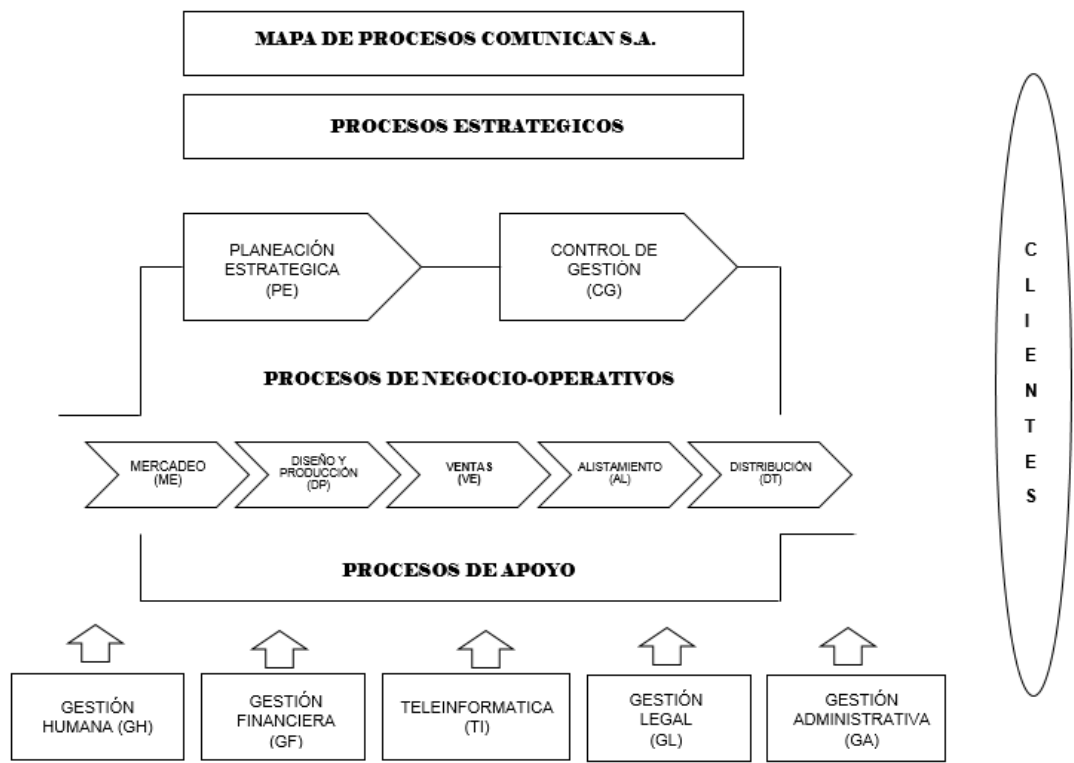 MAPA DE PROCESOS COMUNICAN S.A.
PROCESOS ESTRATEGICOS
PLANEACIÓN
ESTRATEGICA
(PE)
CONTROL DE
GESTIÓN
(CG)
PROCESOS DE NEGOCIO-OPERATIVOS
MERCADEO
(ME)
DISEÑO Y
PRODUCCIÓN
(DP)
VENTAS
(VE)
ALISTAMIENTO
(AL)
DISTRIBUCIÓN
(DT)
PROCESOS DE APOYO
GESTIÓN
HUMANA (GH)
GESTIÓN
FINANCIERA
(GF)
TELEINFORMATICA
(TI)
GESTIÓN
LEGAL
(GL)
GESTIÓN
ADMINISTRATIVA
(GA)
C
L
I
E
N
T
E
S